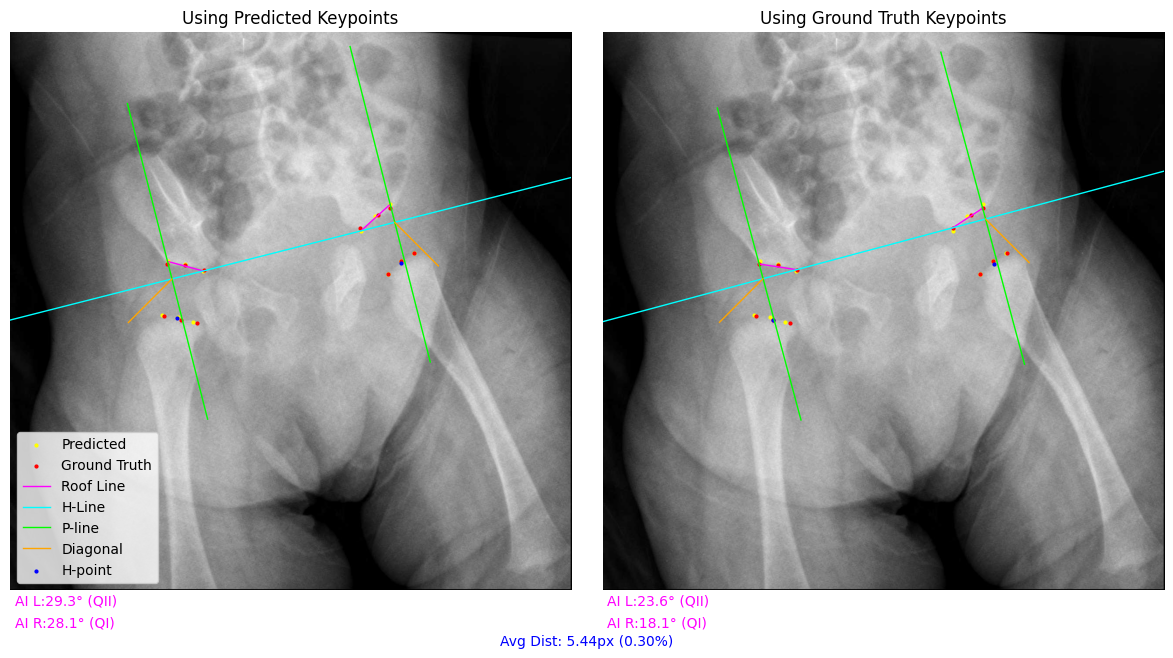 Using Predicted Keypoints
Using Ground Truth Keypoints
Predicted
Ground Truth
Roof Line
H-Line
P-line
Diagonal
H-point
AI L:29.3° (QII)
AI R:28.1° (QI)
AI L:23.6° (QII)
AI R:18.1° (QI)
Avg Dist: 5.44px (0.30%)